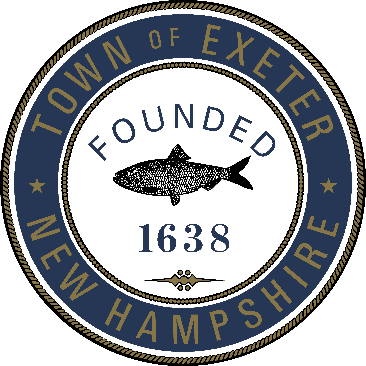 TOWN OF EXETER
FOUNDED
1638
NEW HAMPSHIRE